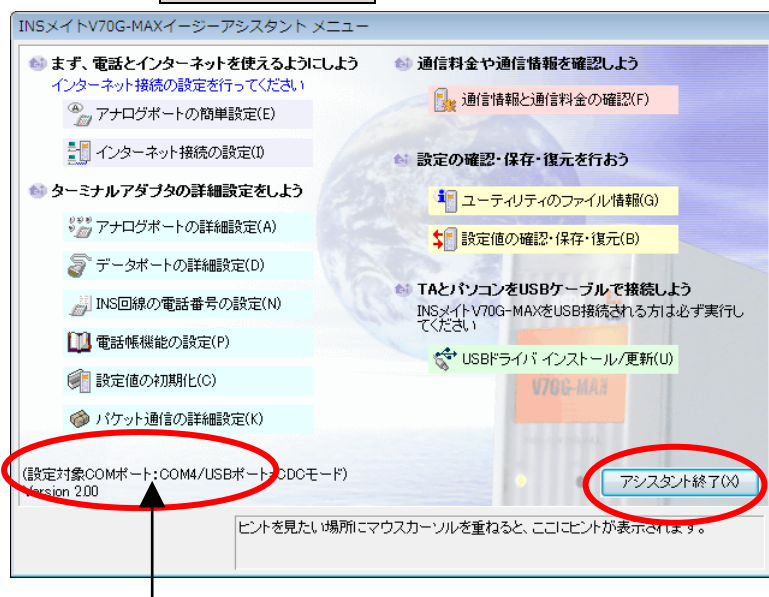 INSメイトV70G-MAXイージーアシスタント メニュー
まず、電話とインターネットを使えるようにしよう
インターネット接続の設定を行ってください
アナログポートの簡単設定(E)
インターネット接続の設定(I)
ターミナルアダプタの詳細設定をしよう
アナログポートの詳細設定(A)
データポートの詳細設定(D)
INS回線の電話番号の設定(N)
電話帳機能の設定(P)
設定値の初期化(C)
パケット通信の詳細設定(K)
通信料金や通信情報を確認しよう
通信情報と通信料金の確認(F)
設定の確認・保存・復元を行おう
ユーティリティのファイル情報(G)
設定値の確認・保存・復元(B)
TAとパソコンをUSBケーブルで接続しよう
INSメイトV70G-MAXをUSB接続される方は必ず実行し
てください
USBドライバ インストール/更新(U)
V70G-MAX
(設定対象COMポート:COM4/USBポート:CDCモード)
Version 2.00
アシスタント終了(X)
ヒントを見たい場所にマウスカーソルを重ねると、ここにヒントが表示されます。